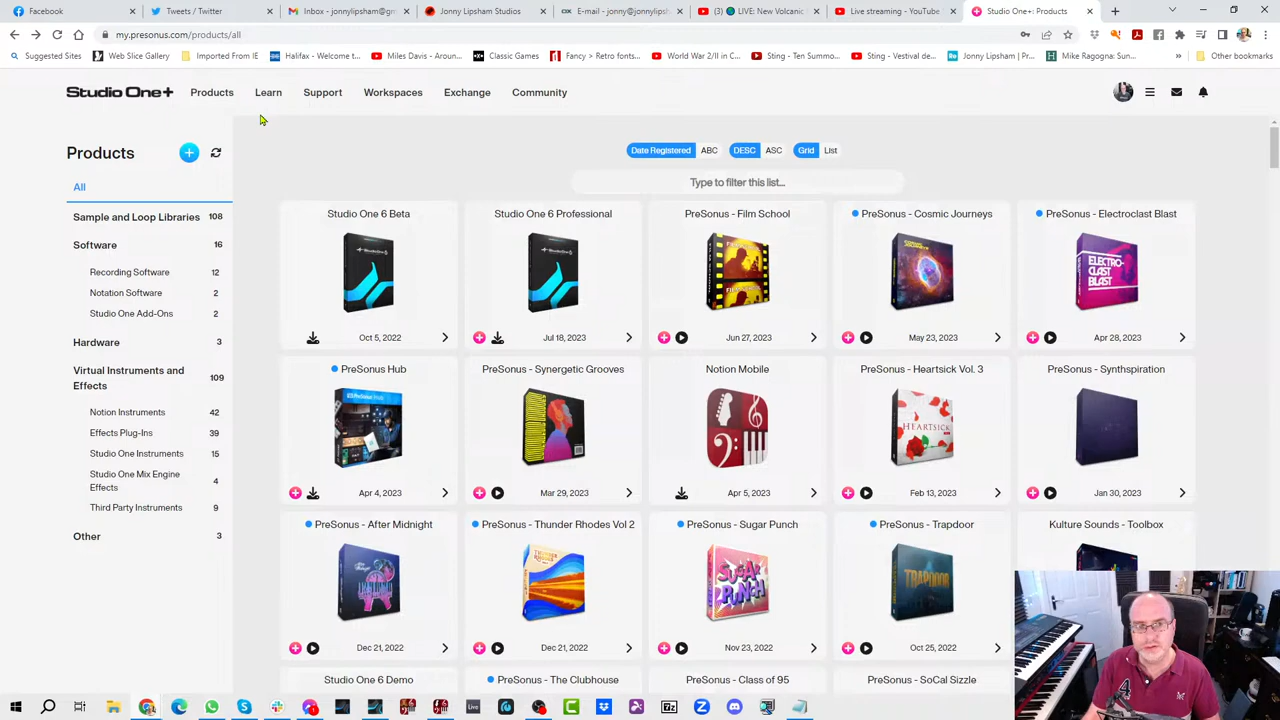 Facebook
Tweets / Twitter
Inbox - jonnylipsham@gm
Jonny Lipsham Studios
E-mail - jonny@jonnylips
(3) LIVE: New Volcanic
Live streaming - YouTube
Studio One+: Products
my.presonus.com/products/all
Suggested Sites
Web Slice Gallery
Imported From IE
Halifax - Welcome t...
Miles Davis - Aroun...
Classic Games
Fancy > Retro fonts...
World War 2/II in C...
Sting - Ten Summo...
Sting - Vestival de...
Jonny Lipsham | Pr...
Mike Ragogna: Sun...
»
Other bookmarks
Studio One+
Products
Learn
Support
Workspaces
Exchange
Community
Products
All
Sample and Loop Libraries 108
Software 16
Recording Software 12
Notation Software 2
Studio One Add-Ons 2
Hardware 3
Virtual Instruments and
Effects 109
Notion Instruments 42
Effects Plug-Ins 39
Studio One Instruments 15
Studio One Mix Engine
Effects 4
Third Party Instruments 9
Other 3
Date Registered ABC DESC ASC Grid List
Type to filter this list...
Studio One 6 Beta
Studio One 6 Professional
PreSonus - Film School
PreSonus - Cosmic Journeys
PreSonus - Electroclast Blast
ELECTRO-
CLAST
BLAST
Oct 5, 2022
Jul 18, 2023
Jun 27, 2023
May 23, 2023
Apr 28, 2023
PreSonus Hub
PreSonus - Synergetic Grooves
Notion Mobile
PreSonus - Heartsick Vol. 3
PreSonus - Synthspiration
HEARTSICK
Apr 4, 2023
Mar 29, 2023
Apr 5, 2023
Feb 13, 2023
Jan 30, 2023
PreSonus - After Midnight
PreSonus - Thunder Rhodes Vol 2
PreSonus - Sugar Punch
PreSonus - Trapdoor
Kulture Sounds - Toolbox
SUGAR
PUNCH
TRAPDOOR
Dec 21, 2022
Dec 21, 2022
Nov 23, 2022
Oct 25, 2022
Studio One 6 Demo
PreSonus - The Clubhouse
PreSonus - Class of 95
PreSonus - SoCal Sizzle